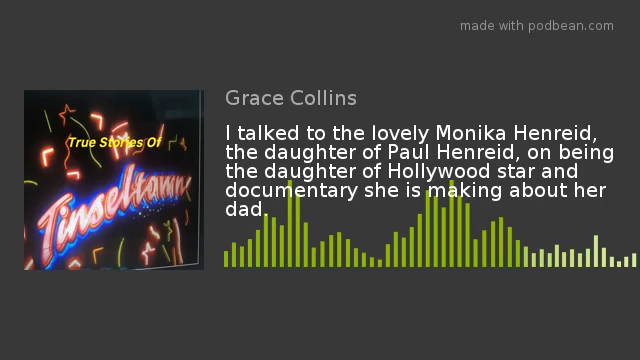 made with podbean.com
Grace Collins
True Stories Of
Tinseltown
I talked to the lovely Monika Henreid,
the daughter of Paul Henreid, on being
the daughter of Hollywood star and
documentary she is making about her
dad.